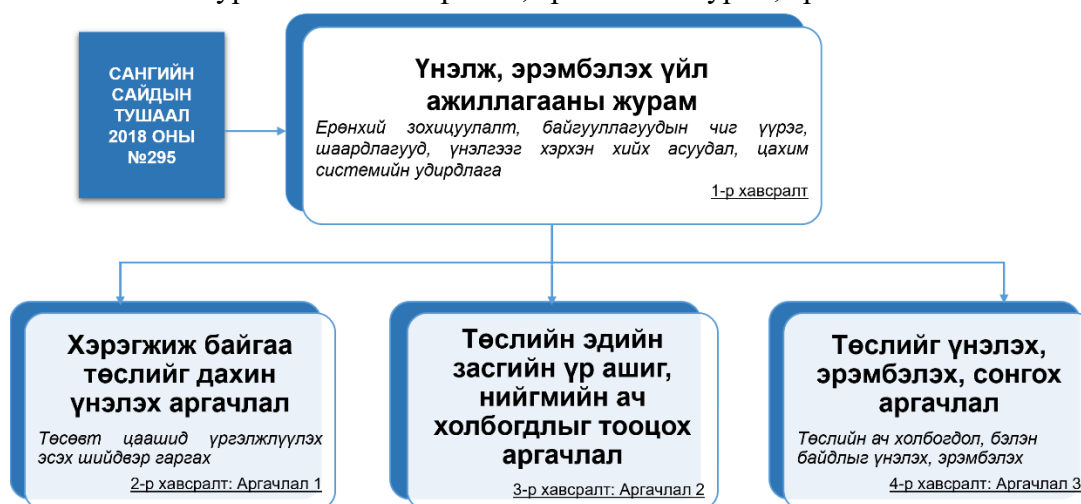 САНГИЙН
САЙДЫН
ТУШААЛ
2018 ОНЫ
№295
Үнэлж, эрэмбэлэх үйл
ажиллагааны журам
Ерөнхий зохицуулалт, байгууллагуудын чиг үүрэг,
шаардлагууд, үнэлгээг хэрхэн хийх асуудал, цахим
системийн удирдлага
1-р хавсралт
Хэрэгжиж байгаа
төслийг дахин
үнэлэх аргачлал
Төсөвт цаашид үргэлжлүүлэх
эсэх шийдвэр гаргах
2-р хавсралт: Аргачлал 1
Төслийн эдийн
засгийн үр ашиг,
нийгмийн ач
холбогдлыг тооцох
аргачлал
3-р хавсралт: Аргачлал 2
Төслийг үнэлэх,
эрэмбэлэх, сонгох
аргачлал
Төслийн ач холбогдол, бэлэн
байдлыг үнэлэх, эрэмбэлэх
4-р хавсралт: Аргачлал 3